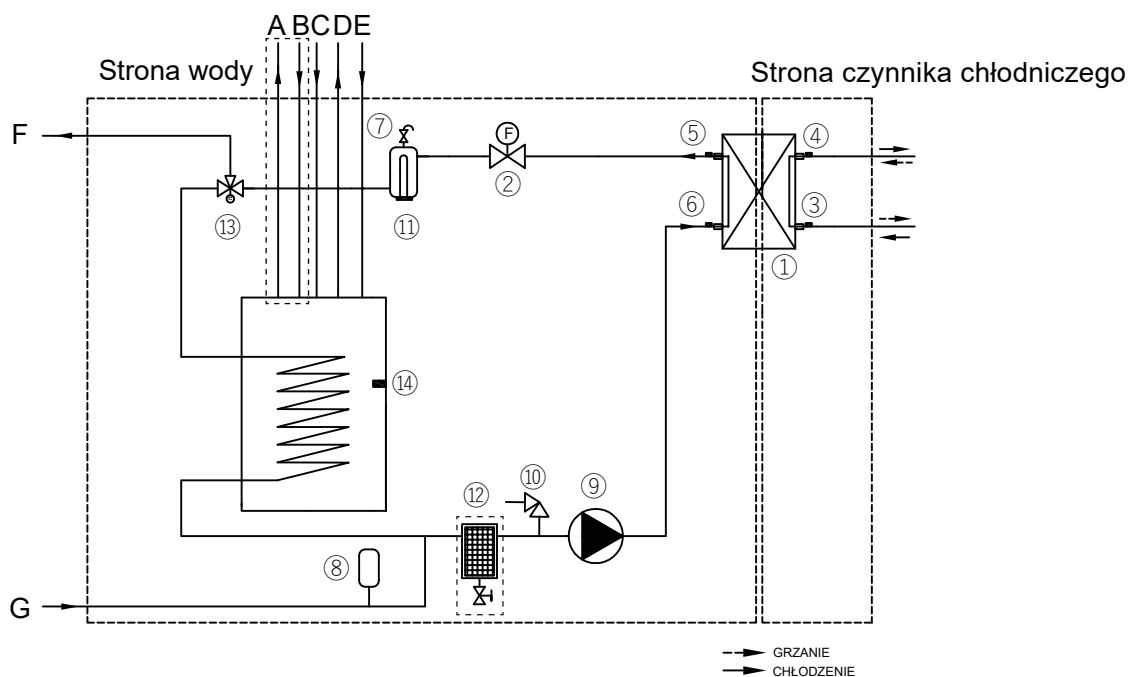 A B C D E
Strona wody
Strona czynnika chłodniczego
F
⑦
F
⑤
④
②
⑥
③
⑬
⑪
①
⑭
⑫
⑩
⑨
⑧
G
GRZANIE
CHŁODZENIE